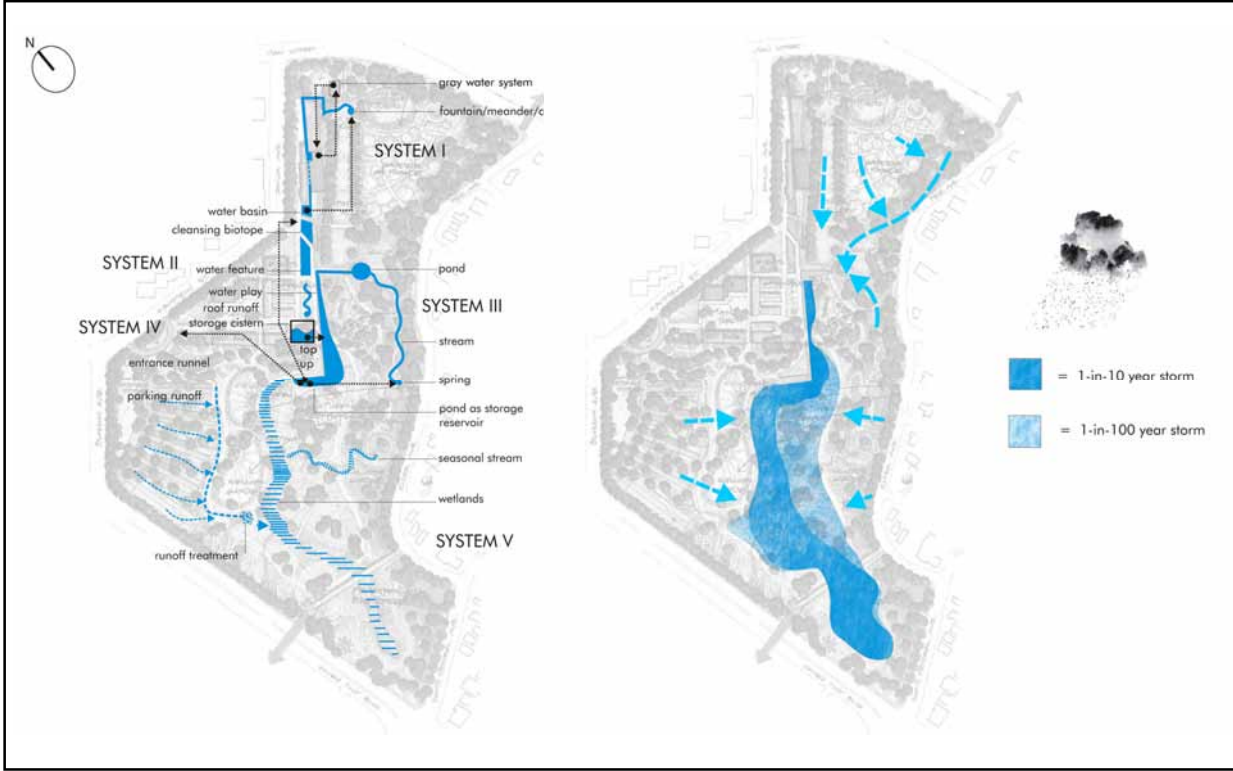 N
gray water system
fountain/meander/c
SYSTEM I
water basin
cleansing biotope
SYSTEM II
water feature
pond
water play
SYSTEM III
roof runoff
SYSTEM IV
storage cistern
top
up
stream
entrance runnel
spring
parking runoff
pond as storage
reservoir
seasonal stream
wetlands
SYSTEM V
runoff treatment
= 1-in-10 year storm
= 1-in-100 year storm